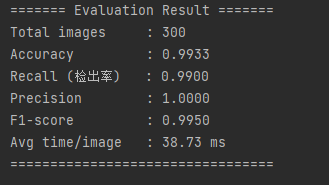 ======= Evaluation Result =======
Total images     : 300
Accuracy         : 0.9933
Recall (检出率)   : 0.9900
Precision        : 1.0000
F1-score         : 0.9950
Avg time/image   : 38.73 ms
=================================